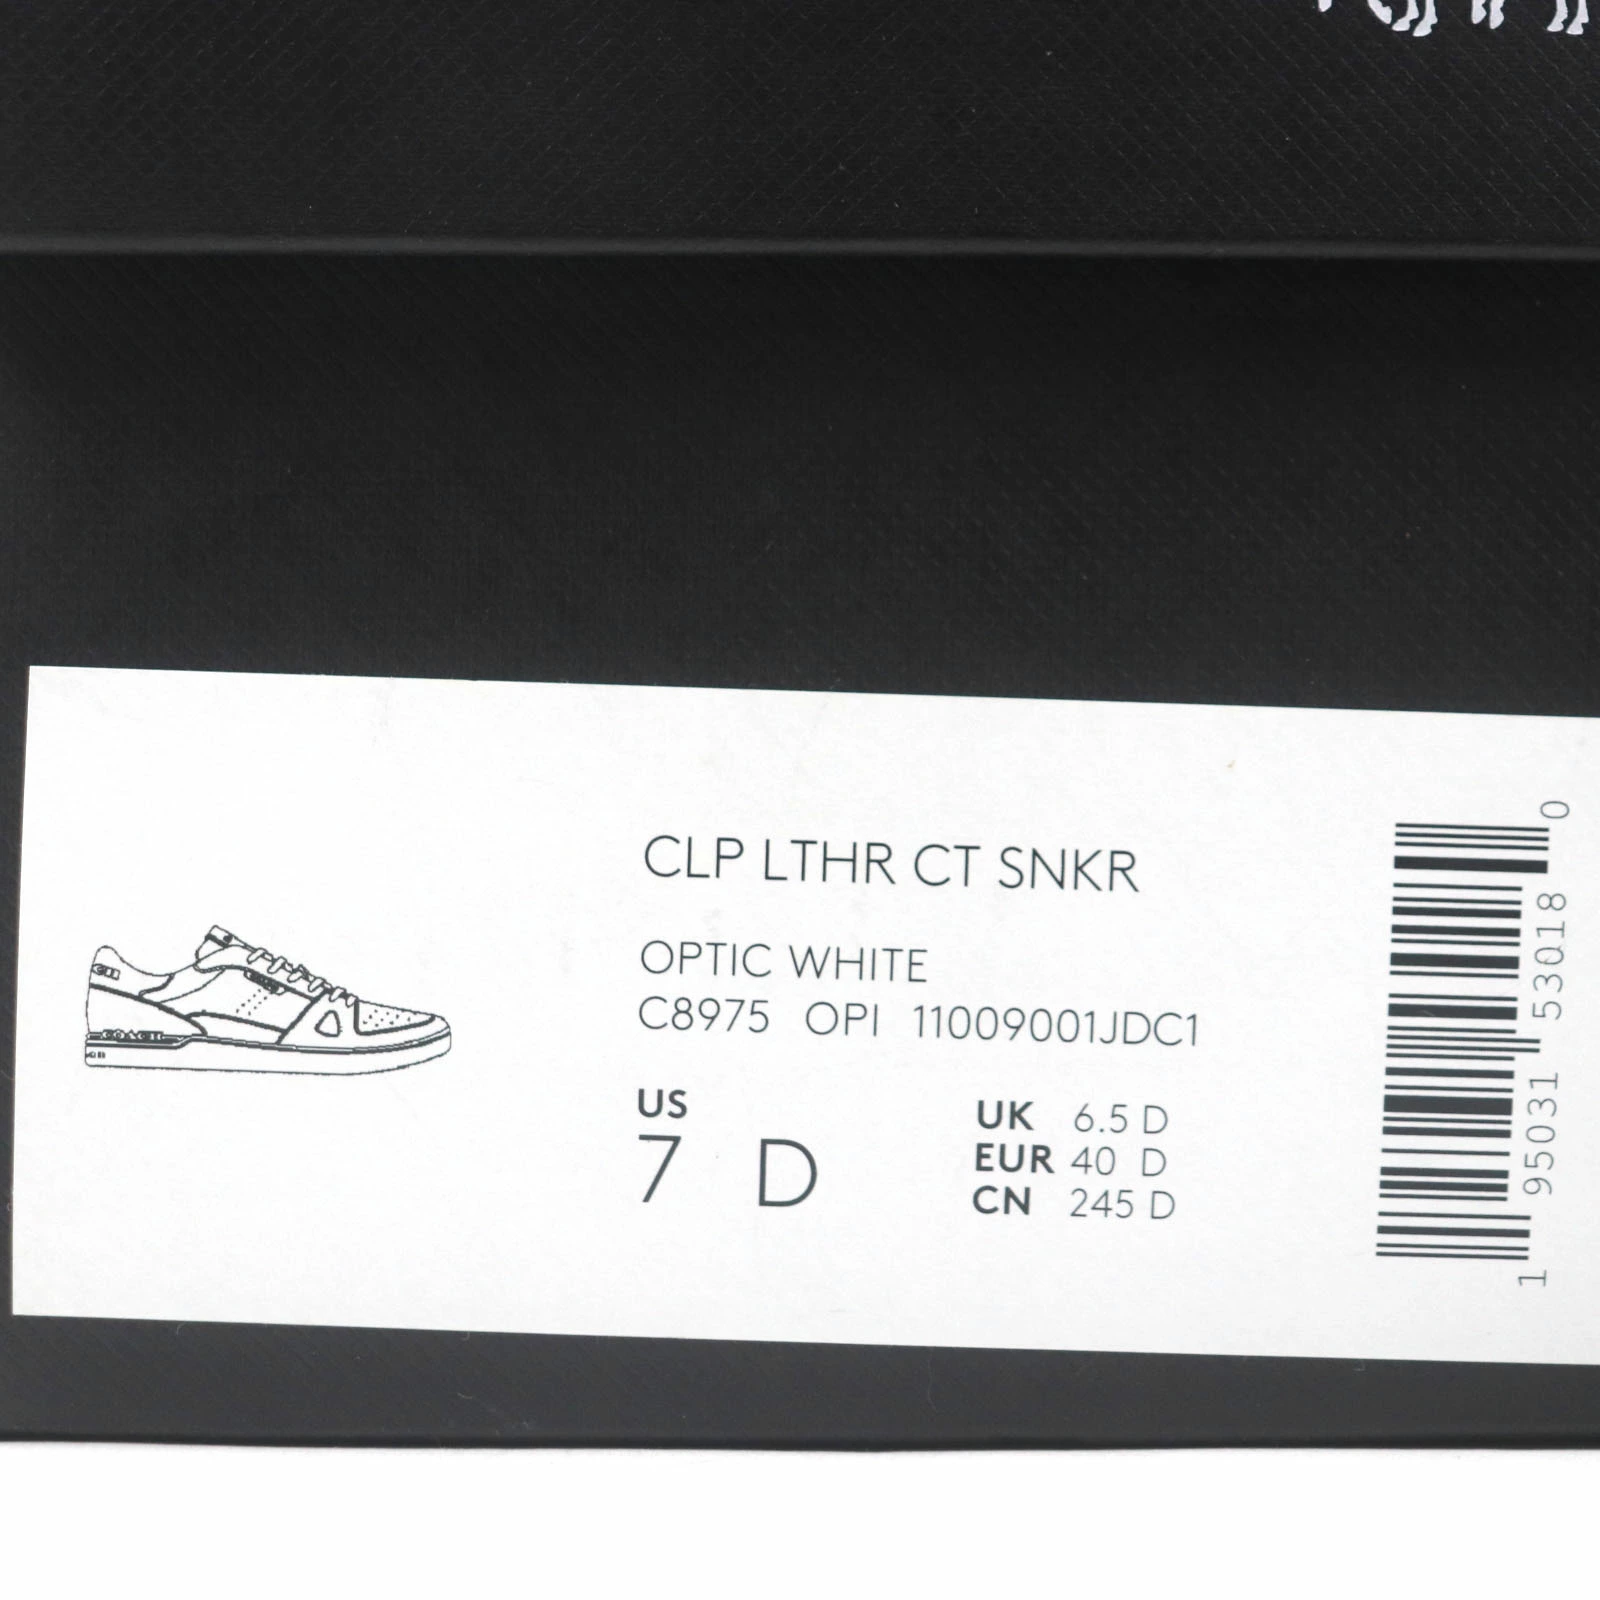 CLP LTHR CT SNKR
OPTIC WHITE
C8975 OPI 11009001JDC1
US
7 D
UK 6.5 D
EUR 40 D
CN 245 D
1 95031 53018 0
COACH